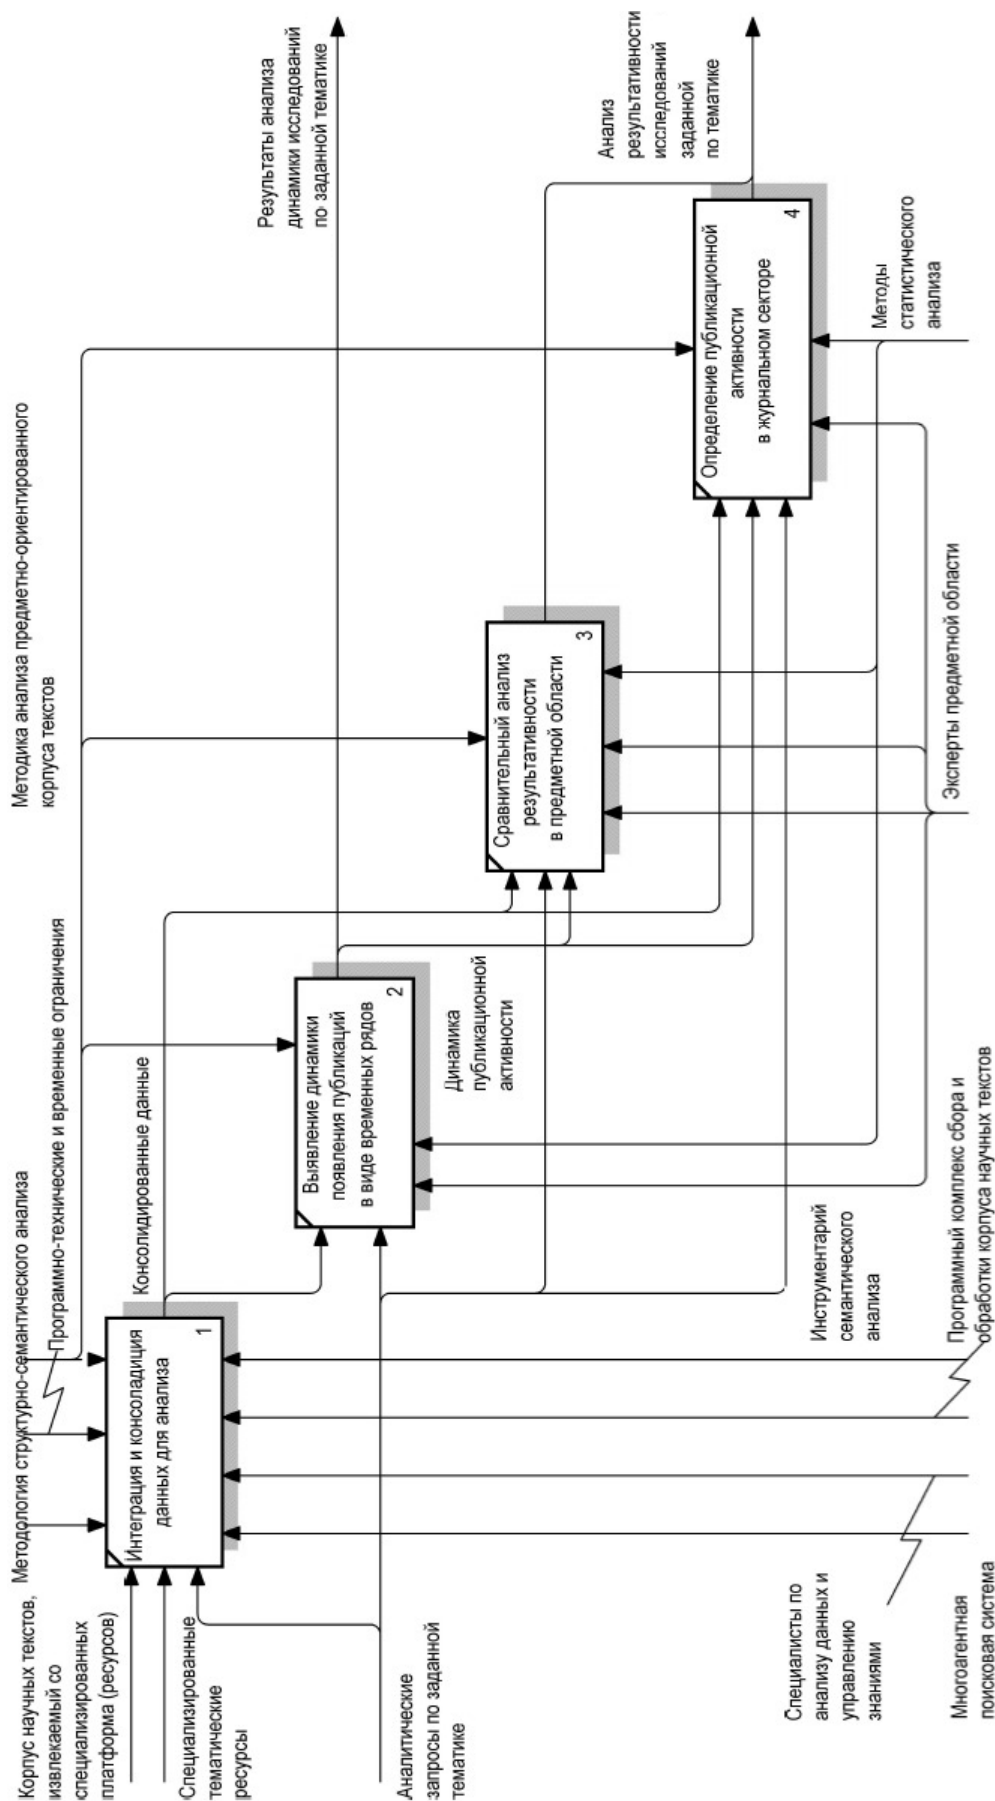 Методика анализа предметно-ориентированного
корпуса текстов
Методология структурно-семантического анализа
Программно-технические и временные ограничения
Корпус научных текстов,
извлекаемый со
специализированных
платформа (ресурсов)
Специализированные
тематические
ресурсы
Аналитические
запросы по заданной
тематике
Интеграция и консоладиция
данных для анализа
1
Консолидированные данные
Выявление динамики
появления публикаций
в виде временных рядов
2
Динамика
публикационной
активности
Сравнительный анализ
результативности
в предметной области
3
Определение публикационной
активности
в журнальном секторе
4
Результаты анализа
динамики исследований
по заданной тематике
Анализ
результативности
исследований
заданной
по тематике
Специалисты по
анализу данных и
управлению
знаниями
Многоагентная
поисковая система
Инструментарий
семантического
анализа
Программный комплекс сбора и
обработки корпуса научных текстов
Эксперты предметной области
Методы
статистического
анализа